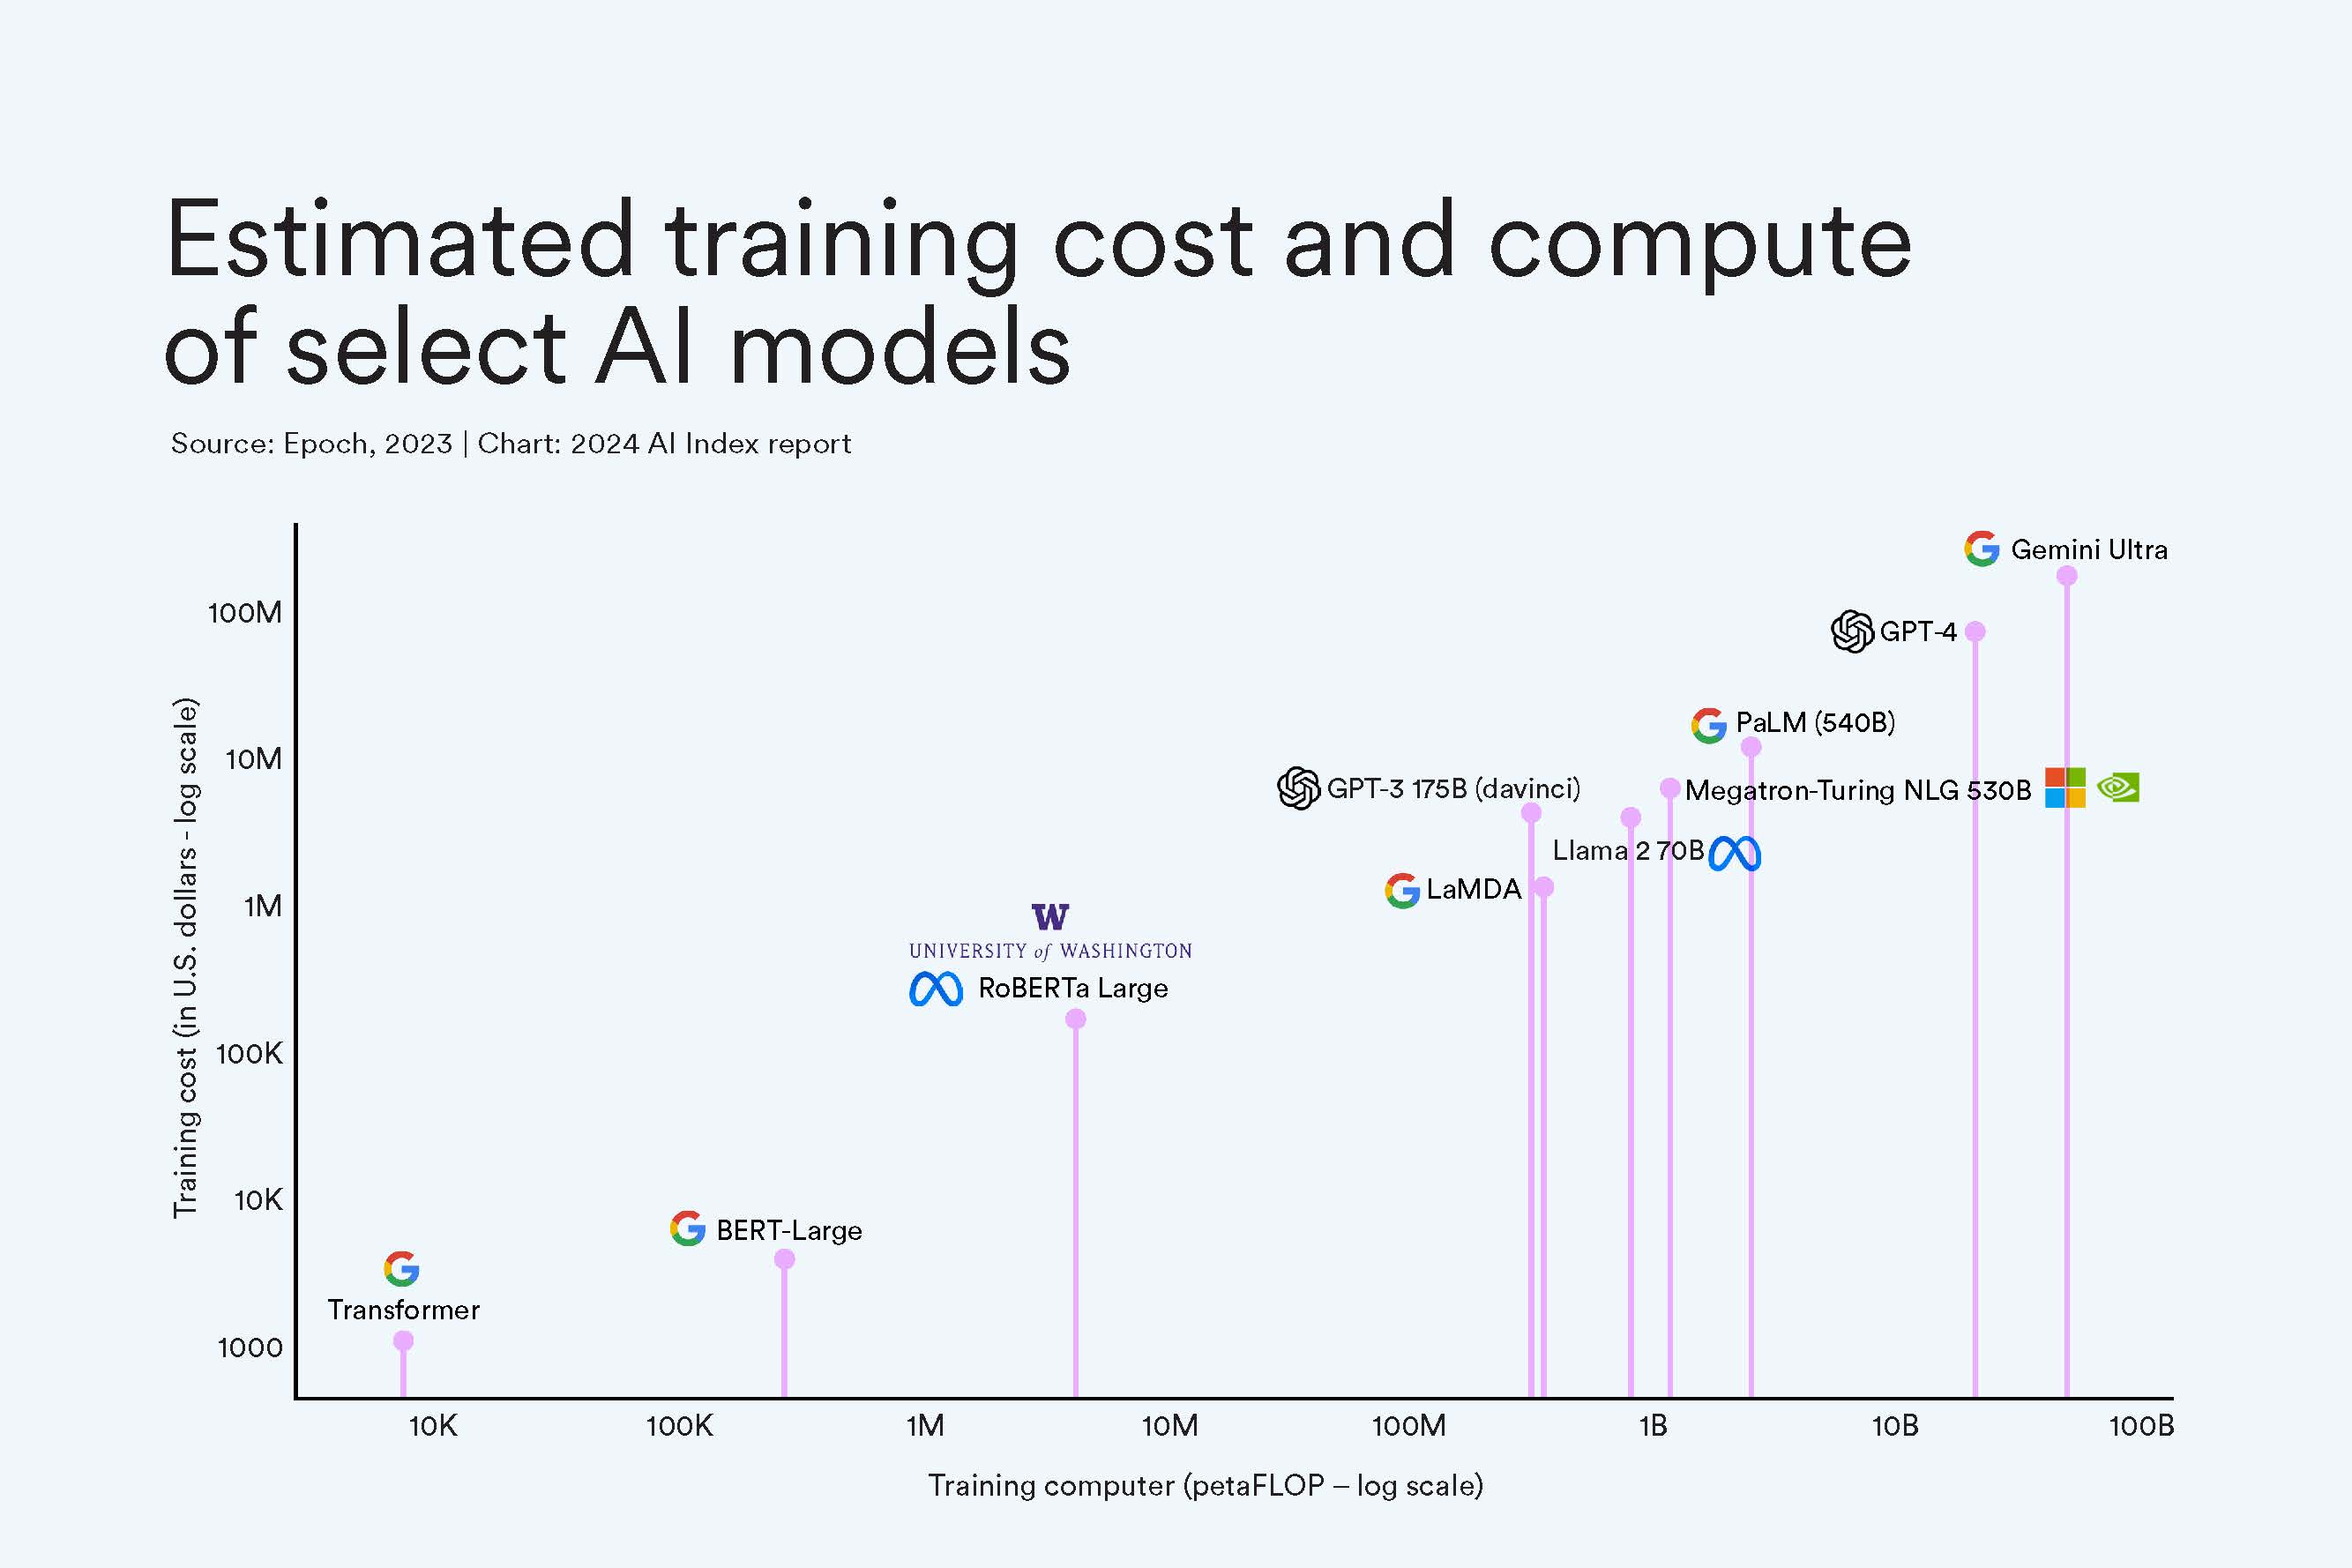 Estimated training cost and compute
of select AI models
Source: Epoch, 2023 | Chart: 2024 AI Index report
Training cost (in U.S. dollars - log scale)
100M
10M
1M
100K
10K
1000
Gemini Ultra
GPT-4
PaLM (540B)
GPT-3 175B (davinci)
Megatron-Turing NLG 530B
Llama 2 70B
LaMDA
W
UNIVERSITY of WASHINGTON
RoBERTa Large
G BERT-Large
G
Transformer
10K 100K 1M 10M 100M 1B 10B 100B
Training computer (petaFLOP – log scale)